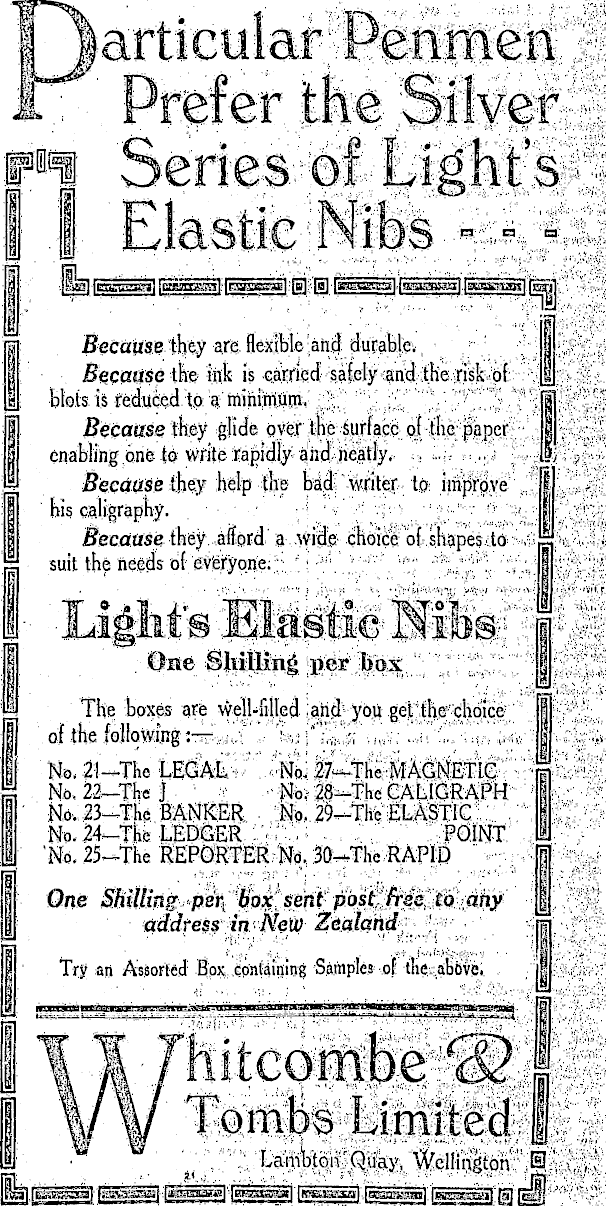 Particular Penmen
Prefer the Silver
Series of Light's
Elastic Nibs - - -
Because they are flexible and durable.
Because the ink is carried safely and the risk of
blots is reduced to a minimum.
Because they glide over the surface of the paper
enabling one to write rapidly and neatly.
Because they help the bad writer to improve
his caligraphy.
Because they afford a wide choice of shapes to
suit the needs of everyone.
Light's Elastic Nibs
One Shilling per box
The boxes are well-filled and you get the choice
of the following :—
No. 21—The LEGAL No. 27—The MAGNETIC
No. 22—The J No. 28—The CALIGRAPH
No. 23—The BANKER No. 29—The ELASTIC
No. 24—The LEDGER POINT
No. 25—The REPORTER No. 30—The RAPID
One Shilling per box sent post free to any
address in New Zealand
Try an Assorted Box containing Samples of the above.
Whitcombe &
Tombs Limited
Lambton Quay, Wellington
21